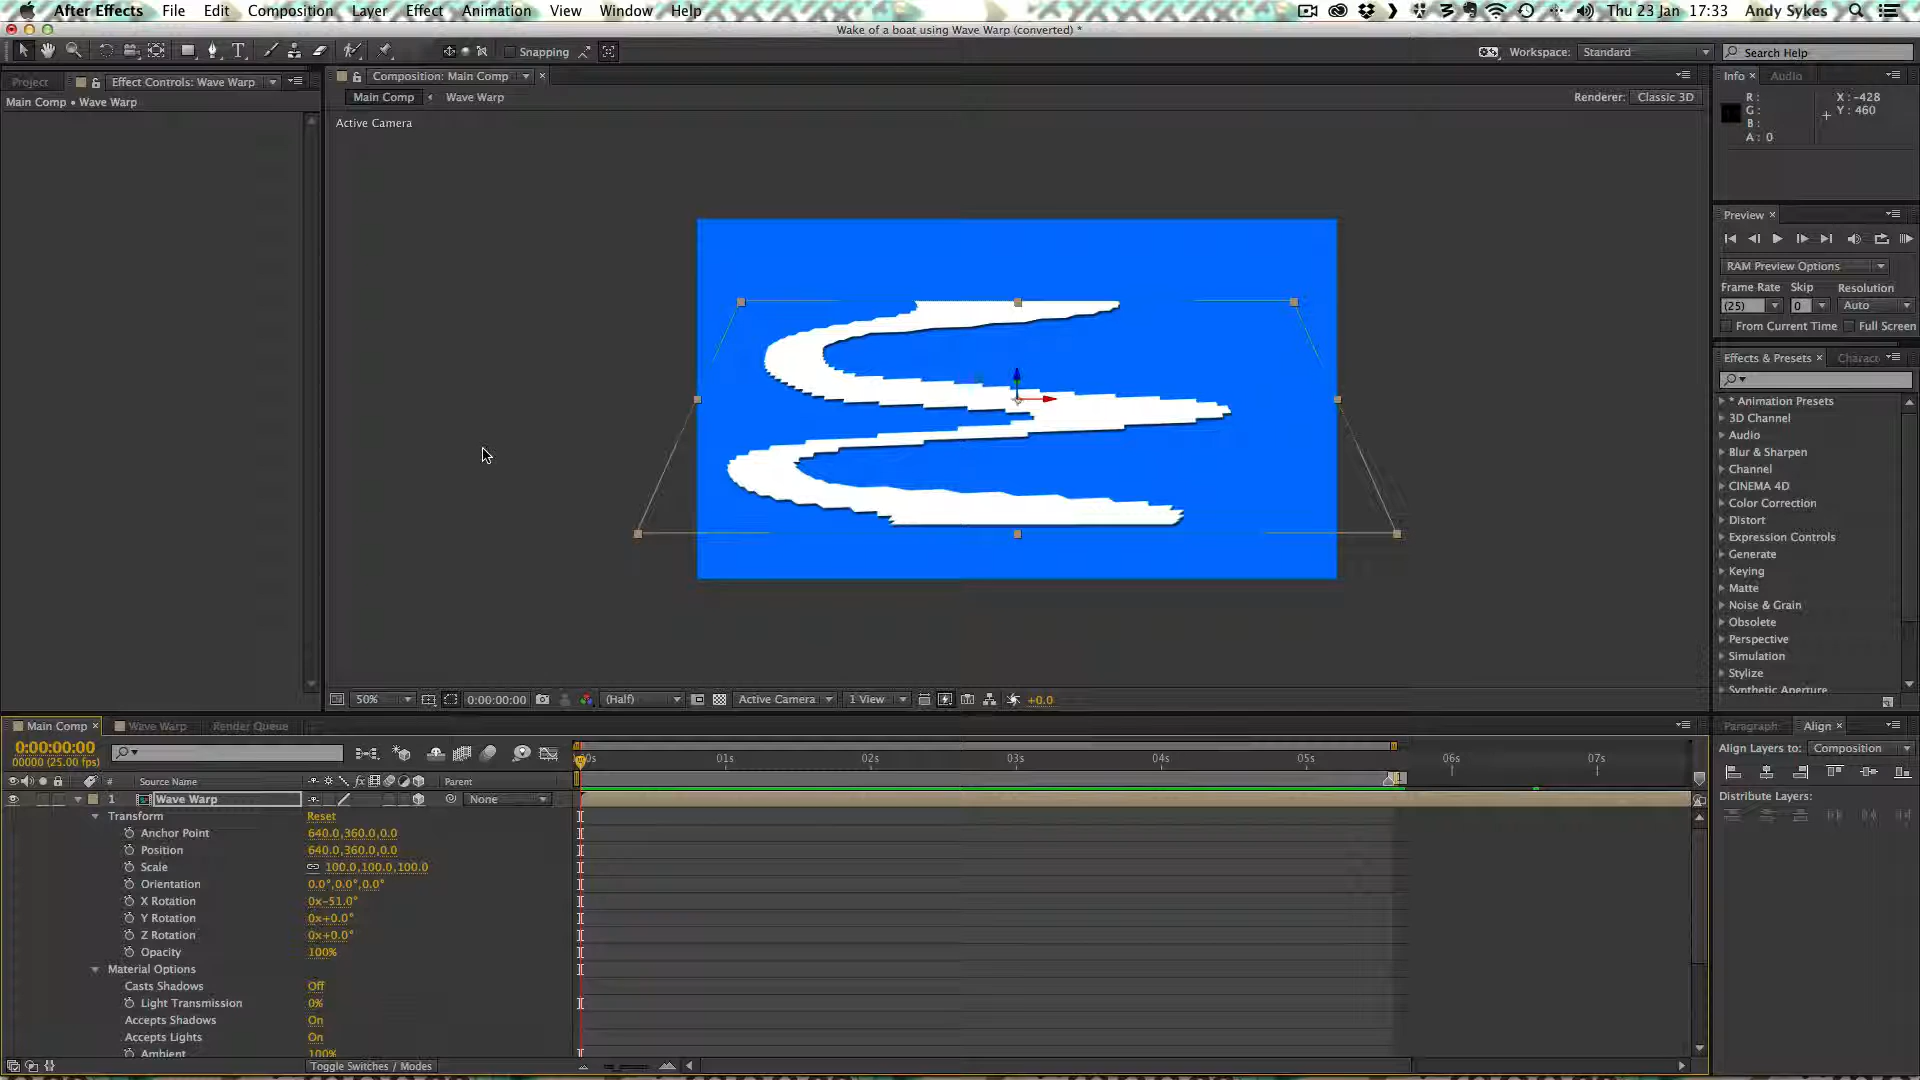 After Effects File Edit Composition Layer Effect Animation View Window Help Thu 23 Jan 17:33 Andy Sykes
Wake of a boat using Wave Warp (converted) *
Snapping Workspace: Standard Search Help
Project Effect Controls: Wave Warp Composition: Main Comp Info Audio
Main Comp • Wave Warp Main Comp Wave Warp Renderer: Classic 3D
R: X: -428
G: Y: 460
B:
A: 0
Active Camera
Preview
RAM Preview Options
Frame Rate Skip Resolution
(25) 0 Auto
From Current Time Full Screen
Effects & Presets Charact
* Animation Presets
3D Channel
Audio
Blur & Sharpen
Channel
CINEMA 4D
Color Correction
Distort
Expression Controls
Generate
Keying
Matte
Noise & Grain
Obsolete
Perspective
Simulation
Stylize
Synthetic Aperture
50% 0:00:00:00 (Half) Active Camera 1 View +0.0
Main Comp Wave Warp Render Queue Paragraph Align
0:00:00:00
00000 (25.00 fps)
Align Layers to: Composition
Distribute Layers:
:00s 01s 02s 03s 04s 05s 06s 07s
# Source Name Parent
1 Wave Warp None
1
Transform Reset
Anchor Point 640.0,360.0,0.0
Position 640.0,360.0,0.0
Scale 100.0,100.0,100.0%
Orientation 0.0°,0.0°,0.0°
X Rotation 0x-51.0°
Y Rotation 0x+0.0°
Z Rotation 0x+0.0°
Opacity 100%
Material Options
Casts Shadows Off
Light Transmission 0%
Accepts Shadows On
Accepts Lights On
Ambient 100%
Toggle Switches / Modes